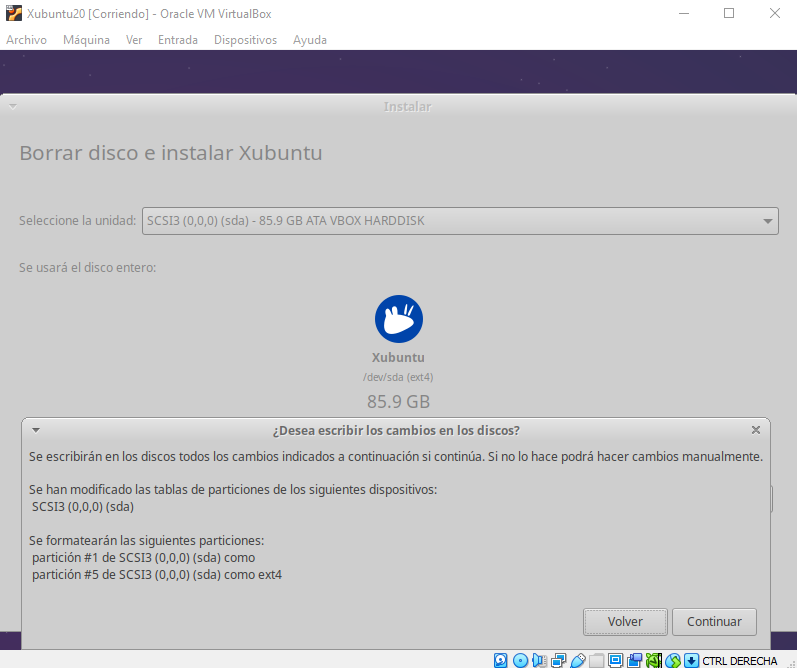 Xubuntu20 [Corriendo] - Oracle VM VirtualBox
Archivo Máquina Ver Entrada Dispositivos Ayuda
Instalar
Borrar disco e instalar Xubuntu
Seleccione la unidad: SCSI3 (0,0,0) (sda) - 85.9 GB ATA VBOX HARDDISK
Se usará el disco entero:
Xubuntu
/dev/sda (ext4)
85.9 GB
¿Desea escribir los cambios en los discos?
Se escribirán en los discos todos los cambios indicados a continuación si continúa. Si no lo hace podrá hacer cambios manualmente.
Se han modificado las tablas de particiones de los siguientes dispositivos:
SCSI3 (0,0,0) (sda)
Se formatearán las siguientes particiones:
partición #1 de SCSI3 (0,0,0) (sda) como
partición #5 de SCSI3 (0,0,0) (sda) como ext4
Volver Continuar
CTRL DERECHA